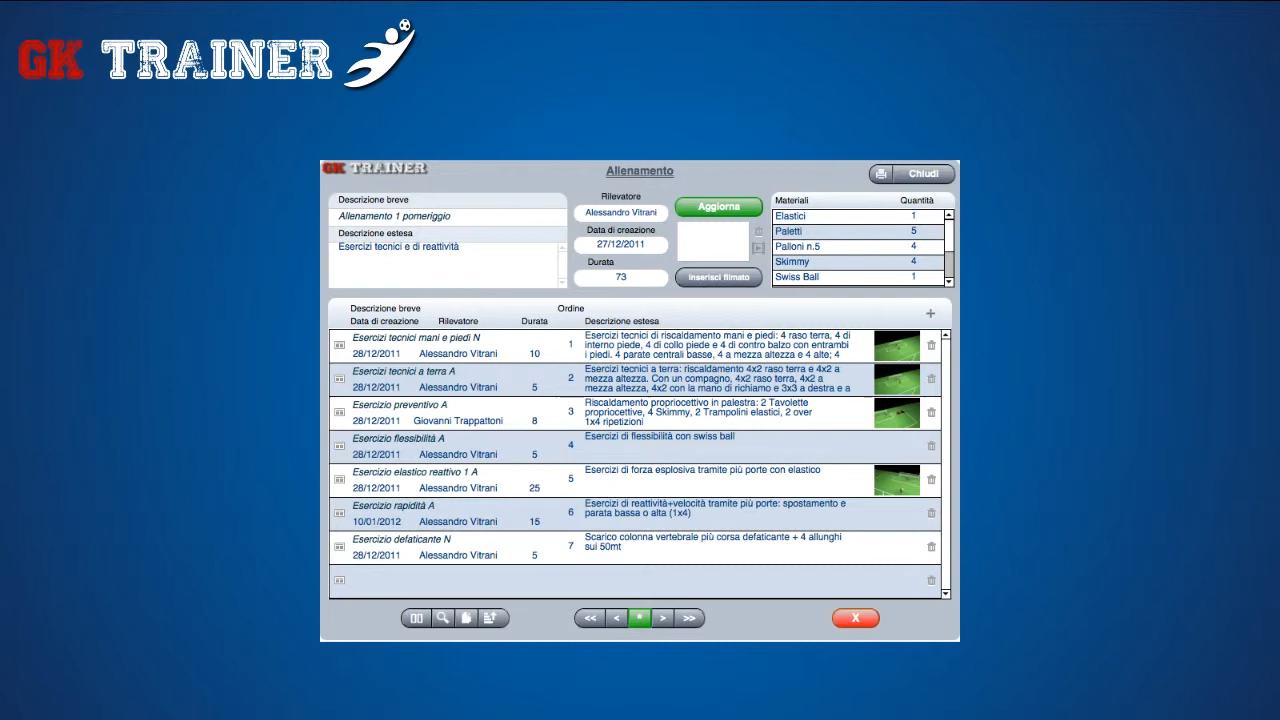 GK TRAINER
GK TRAINER
Allenamento
Chiudi
Descrizione breve
Allenamento 1 pomeriggio
Descrizione estesa
Esercizi tecnici e di reattività
Rilevatore
Alessandro Vitrani
Data di creazione
27/12/2011
Durata
73
Aggiorna
Inserisci filmato
Materiali Quantità
Elastici 1
Paletti 5
Palloni n.5 4
Skimmy 4
Swiss Ball 1
Descrizione breve Ordine
Data di creazione Rilevatore Durata Descrizione estesa
+
Esercizi tecnici mani e piedi N
28/12/2011 Alessandro Vitrani 10
1
Esercizi tecnici di riscaldamento mani e piedi: 4 raso terra, 4 di
interno piede, 4 di collo piede e 4 di contro balzo con entrambi
i piedi. 4 parate centrali basse, 4 a mezza altezza e 4 alte; 4
Esercizi tecnici a terra A
28/12/2011 Alessandro Vitrani 5
2
Esercizi tecnici a terra: riscaldamento 4x2 raso terra e 4x2 a
mezza altezza. Con un compagno, 4x2 raso terra, 4x2 a
mezza altezza, 4x2 con la mano di richiamo e 3x3 a destra e a
Esercizio preventivo A
28/12/2011 Giovanni Trappattoni 8
3
Riscaldamento propriocettivo in palestra: 2 Tavolette
propriocettive, 4 Skimmy, 2 Trampolini elastici, 2 over
1x4 ripetizioni
Esercizio flessibilità A
28/12/2011 Alessandro Vitrani 5
4
Esercizi di flessibilità con swiss ball
Esercizio elastico reattivo 1 A
28/12/2011 Alessandro Vitrani 25
5
Esercizi di forza esplosiva tramite più porte con elastico
Esercizio rapidità A
10/01/2012 Alessandro Vitrani 15
6
Esercizi di reattività+velocità tramite più porte: spostamento e
parata bassa o alta (1x4)
Esercizio defaticante N
28/12/2011 Alessandro Vitrani 5
7
Scarico colonna vertebrale più corsa defaticante + 4 allunghi
sui 50mt
<< < * > >>
X